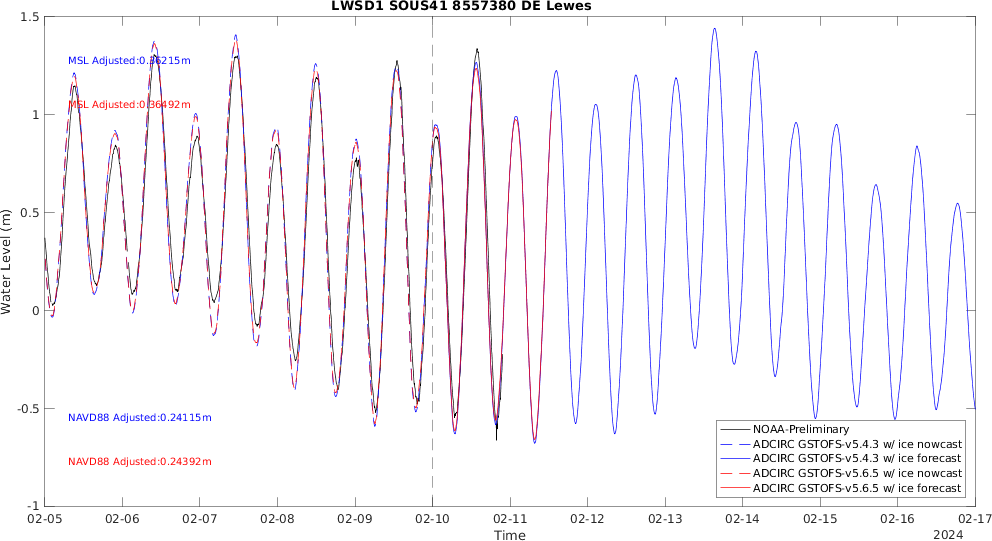 LWSD1 SOUS41 8557380 DE Lewes
1.5
1
0.5
0
-0.5
-1
Water Level (m)
MSL Adjusted:0.36215m
MSL Adjusted:0.36492m
NAVD88 Adjusted:0.24115m
NAVD88 Adjusted:0.24392m
NOAA-Preliminary
ADCIRC GSTOFS-v5.4.3 w/ ice nowcast
ADCIRC GSTOFS-v5.4.3 w/ ice forecast
ADCIRC GSTOFS-v5.6.5 w/ ice nowcast
ADCIRC GSTOFS-v5.6.5 w/ ice forecast
02-05 02-06 02-07 02-08 02-09 02-10 02-11 02-12 02-13 02-14 02-15 02-16 02-17
Time
2024